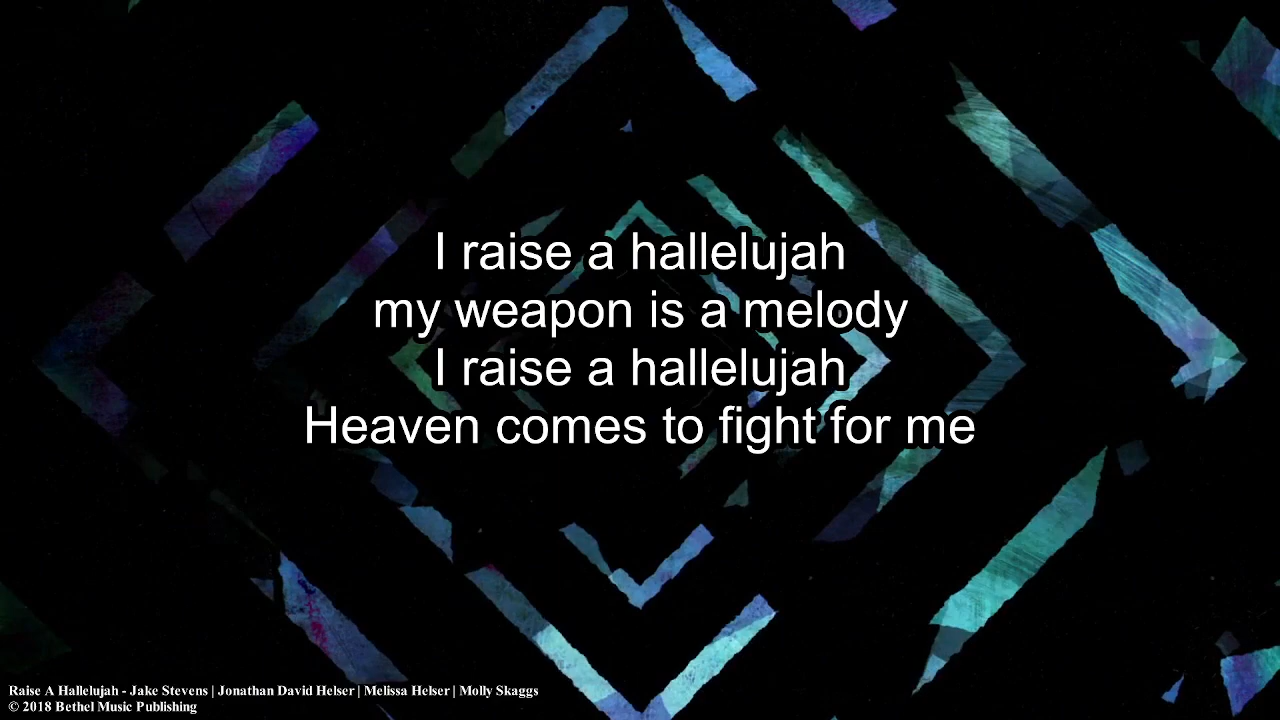 I raise a hallelujah
my weapon is a melody
I raise a hallelujah
Heaven comes to fight for me
Raise A Hallelujah - Jake Stevens | Jonathan David Helser | Melissa Helser | Molly Skaggs
© 2018 Bethel Music Publishing